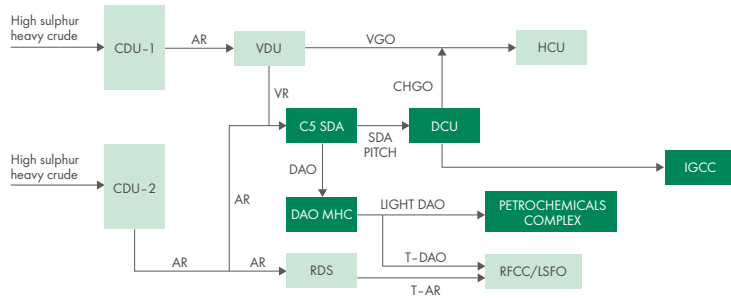 High sulphur
heavy crude
CDU-1
AR
VDU
VGO
HCU
VR
CHGO
C5 SDA
SDA
PITCH
DCU
IGCC
High sulphur
heavy crude
CDU-2
AR
DAO
DAO MHC
LIGHT DAO
PETROCHEMICALS
COMPLEX
AR
AR
RDS
T-DAO
T-AR
RFCC/LSFO